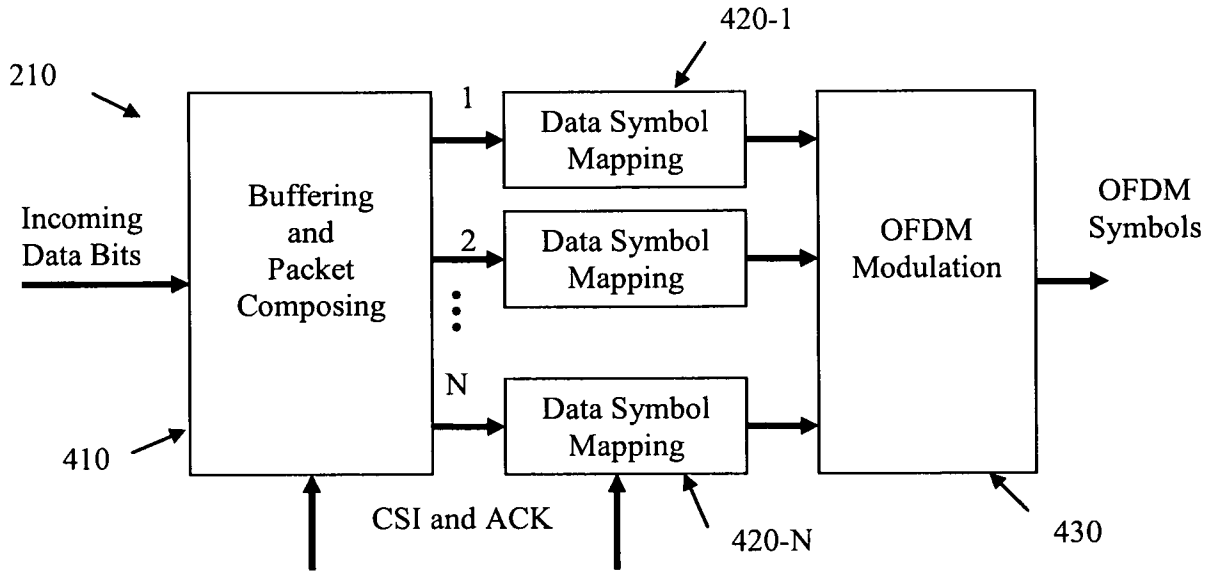 420-1
210
1
Data Symbol
Mapping
Buffering
and
Packet
Composing
Incoming
Data Bits
2
Data Symbol
Mapping
OFDM
Modulation
OFDM
Symbols
N
Data Symbol
Mapping
410
CSI and ACK
420-N
430